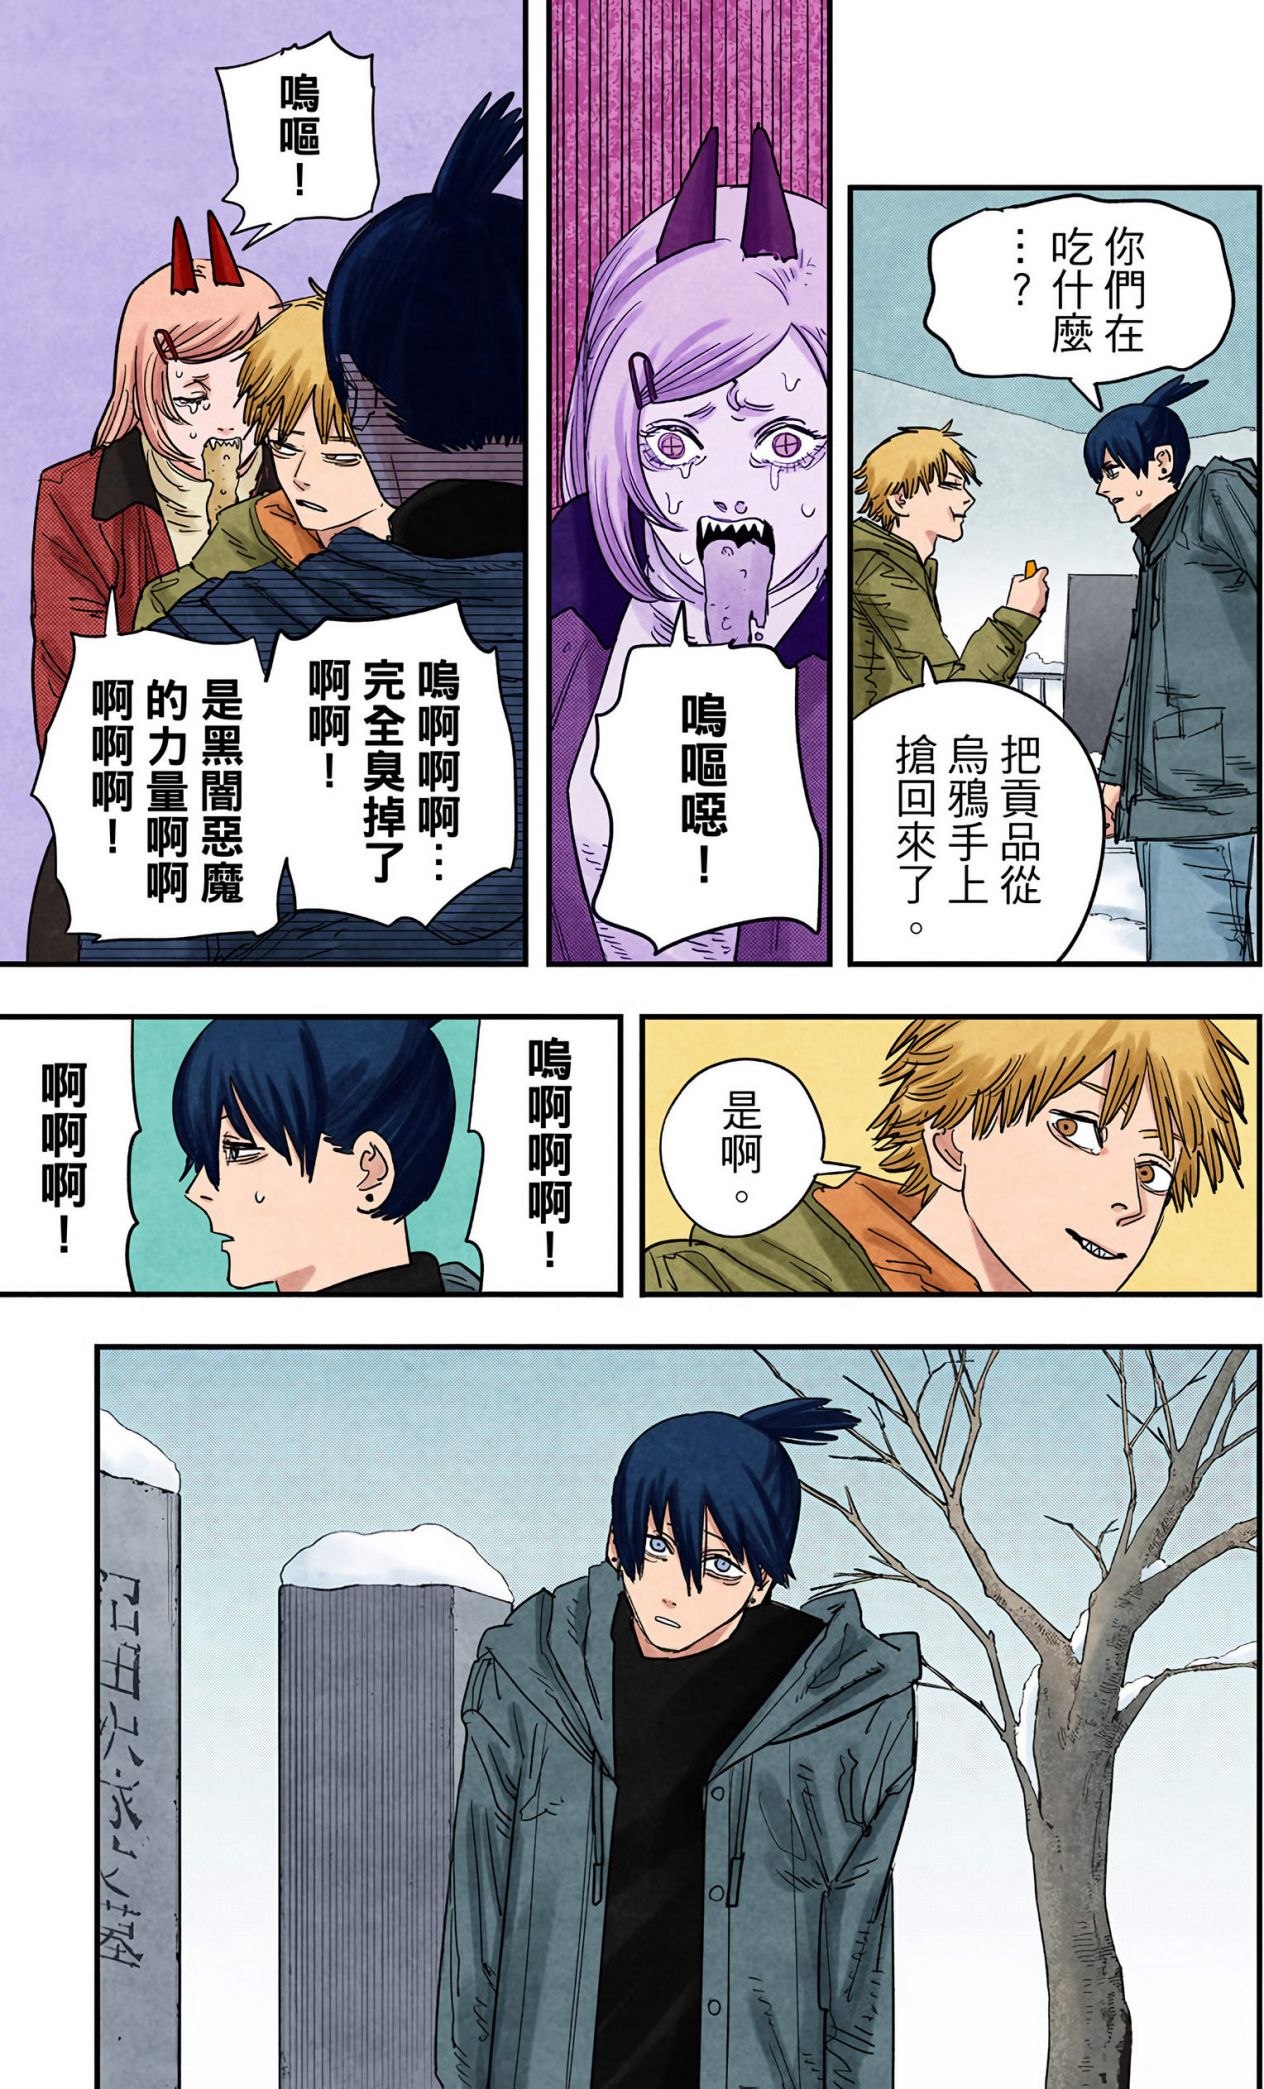 你們在
吃什麼
…?
把貢品從
烏鴉手上
搶回來了。
嗚嘔噁！
嗚嘔！
嗚啊啊啊…
完全臭掉了
啊啊！
是黑闇惡魔
的力量啊啊
啊啊啊！
是啊。
嗚啊啊啊！
啊啊啊！